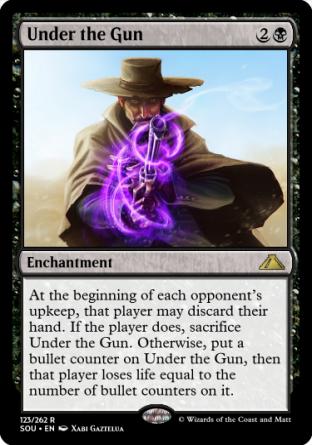 Under the Gun 2
Enchantment
At the beginning of each opponent's
upkeep, that player may discard their
hand. If the player does, sacrifice
Under the Gun. Otherwise, put a
bullet counter on Under the Gun, then
that player loses life equal to the
number of bullet counters on it.
123/262 R
SOU • EN Xabi Gaztelua
© Wizards of the Coast and Matt